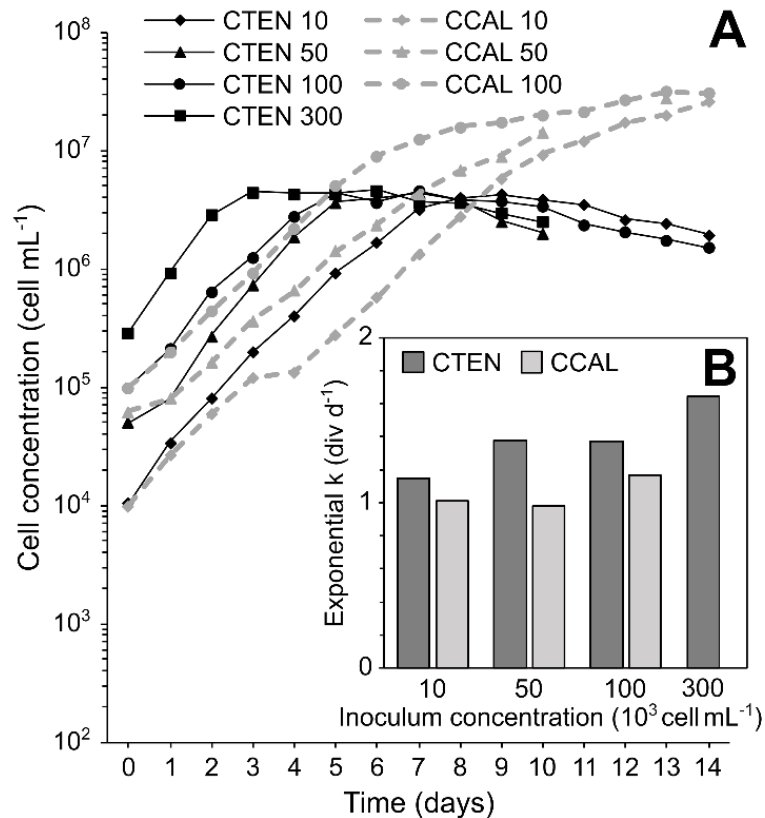 A
CTEN 10
CTEN 50
CTEN 100
CTEN 300
CCAL 10
CCAL 50
CCAL 100
Cell concentration (cell mL⁻¹)
10⁸
10⁷
10⁶
10⁵
10⁴
10³
10²
0 1 2 3 4 5 6 7 8 9 10 11 12 13 14
Time (days)
B
CTEN CCAL
Exponential k (div d⁻¹)
2
1
0
10 50 100 300
Inoculum concentration (10³ cell mL⁻¹)